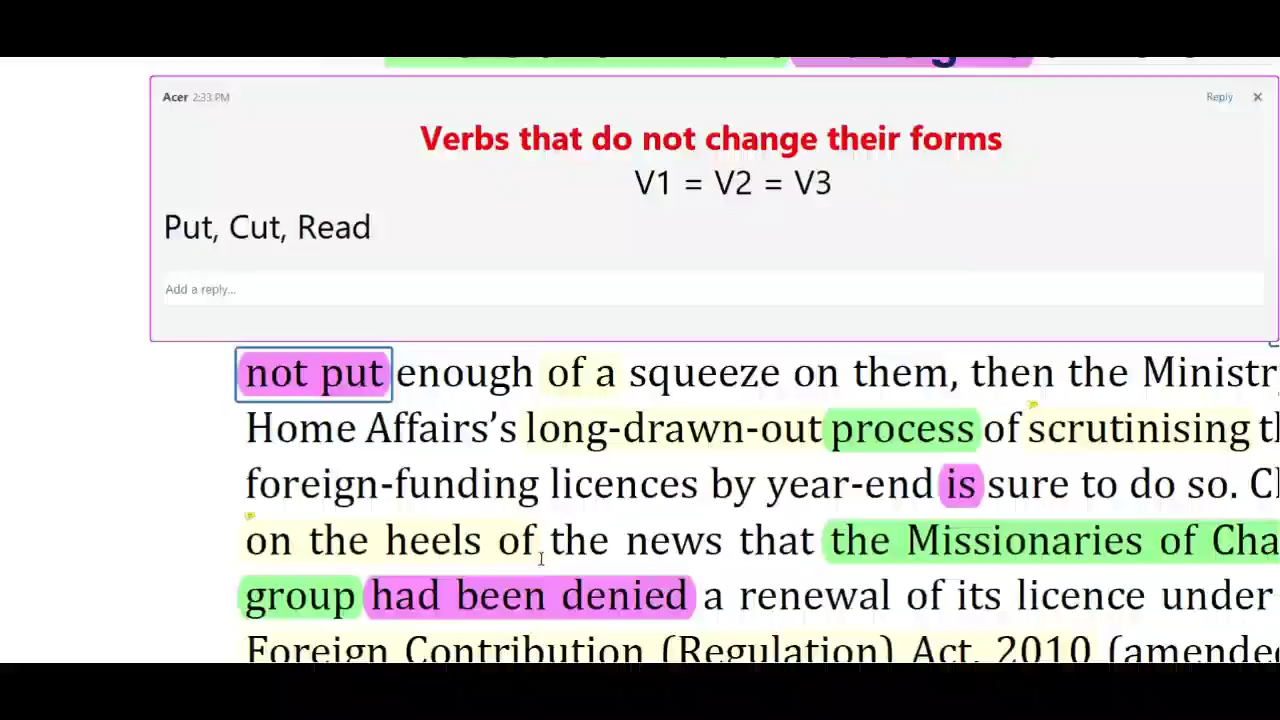 Acer 2:33 PM Reply ×
Verbs that do not change their forms
V1 = V2 = V3
Put, Cut, Read
Add a reply...
not put enough of a squeeze on them, then the Ministr
Home Affairs’s long-drawn-out process of scrutinising t
foreign-funding licences by year-end is sure to do so. C
on the heels of the news that the Missionaries of Cha
group had been denied a renewal of its licence under
Foreign Contribution (Regulation) Act, 2010 (amended